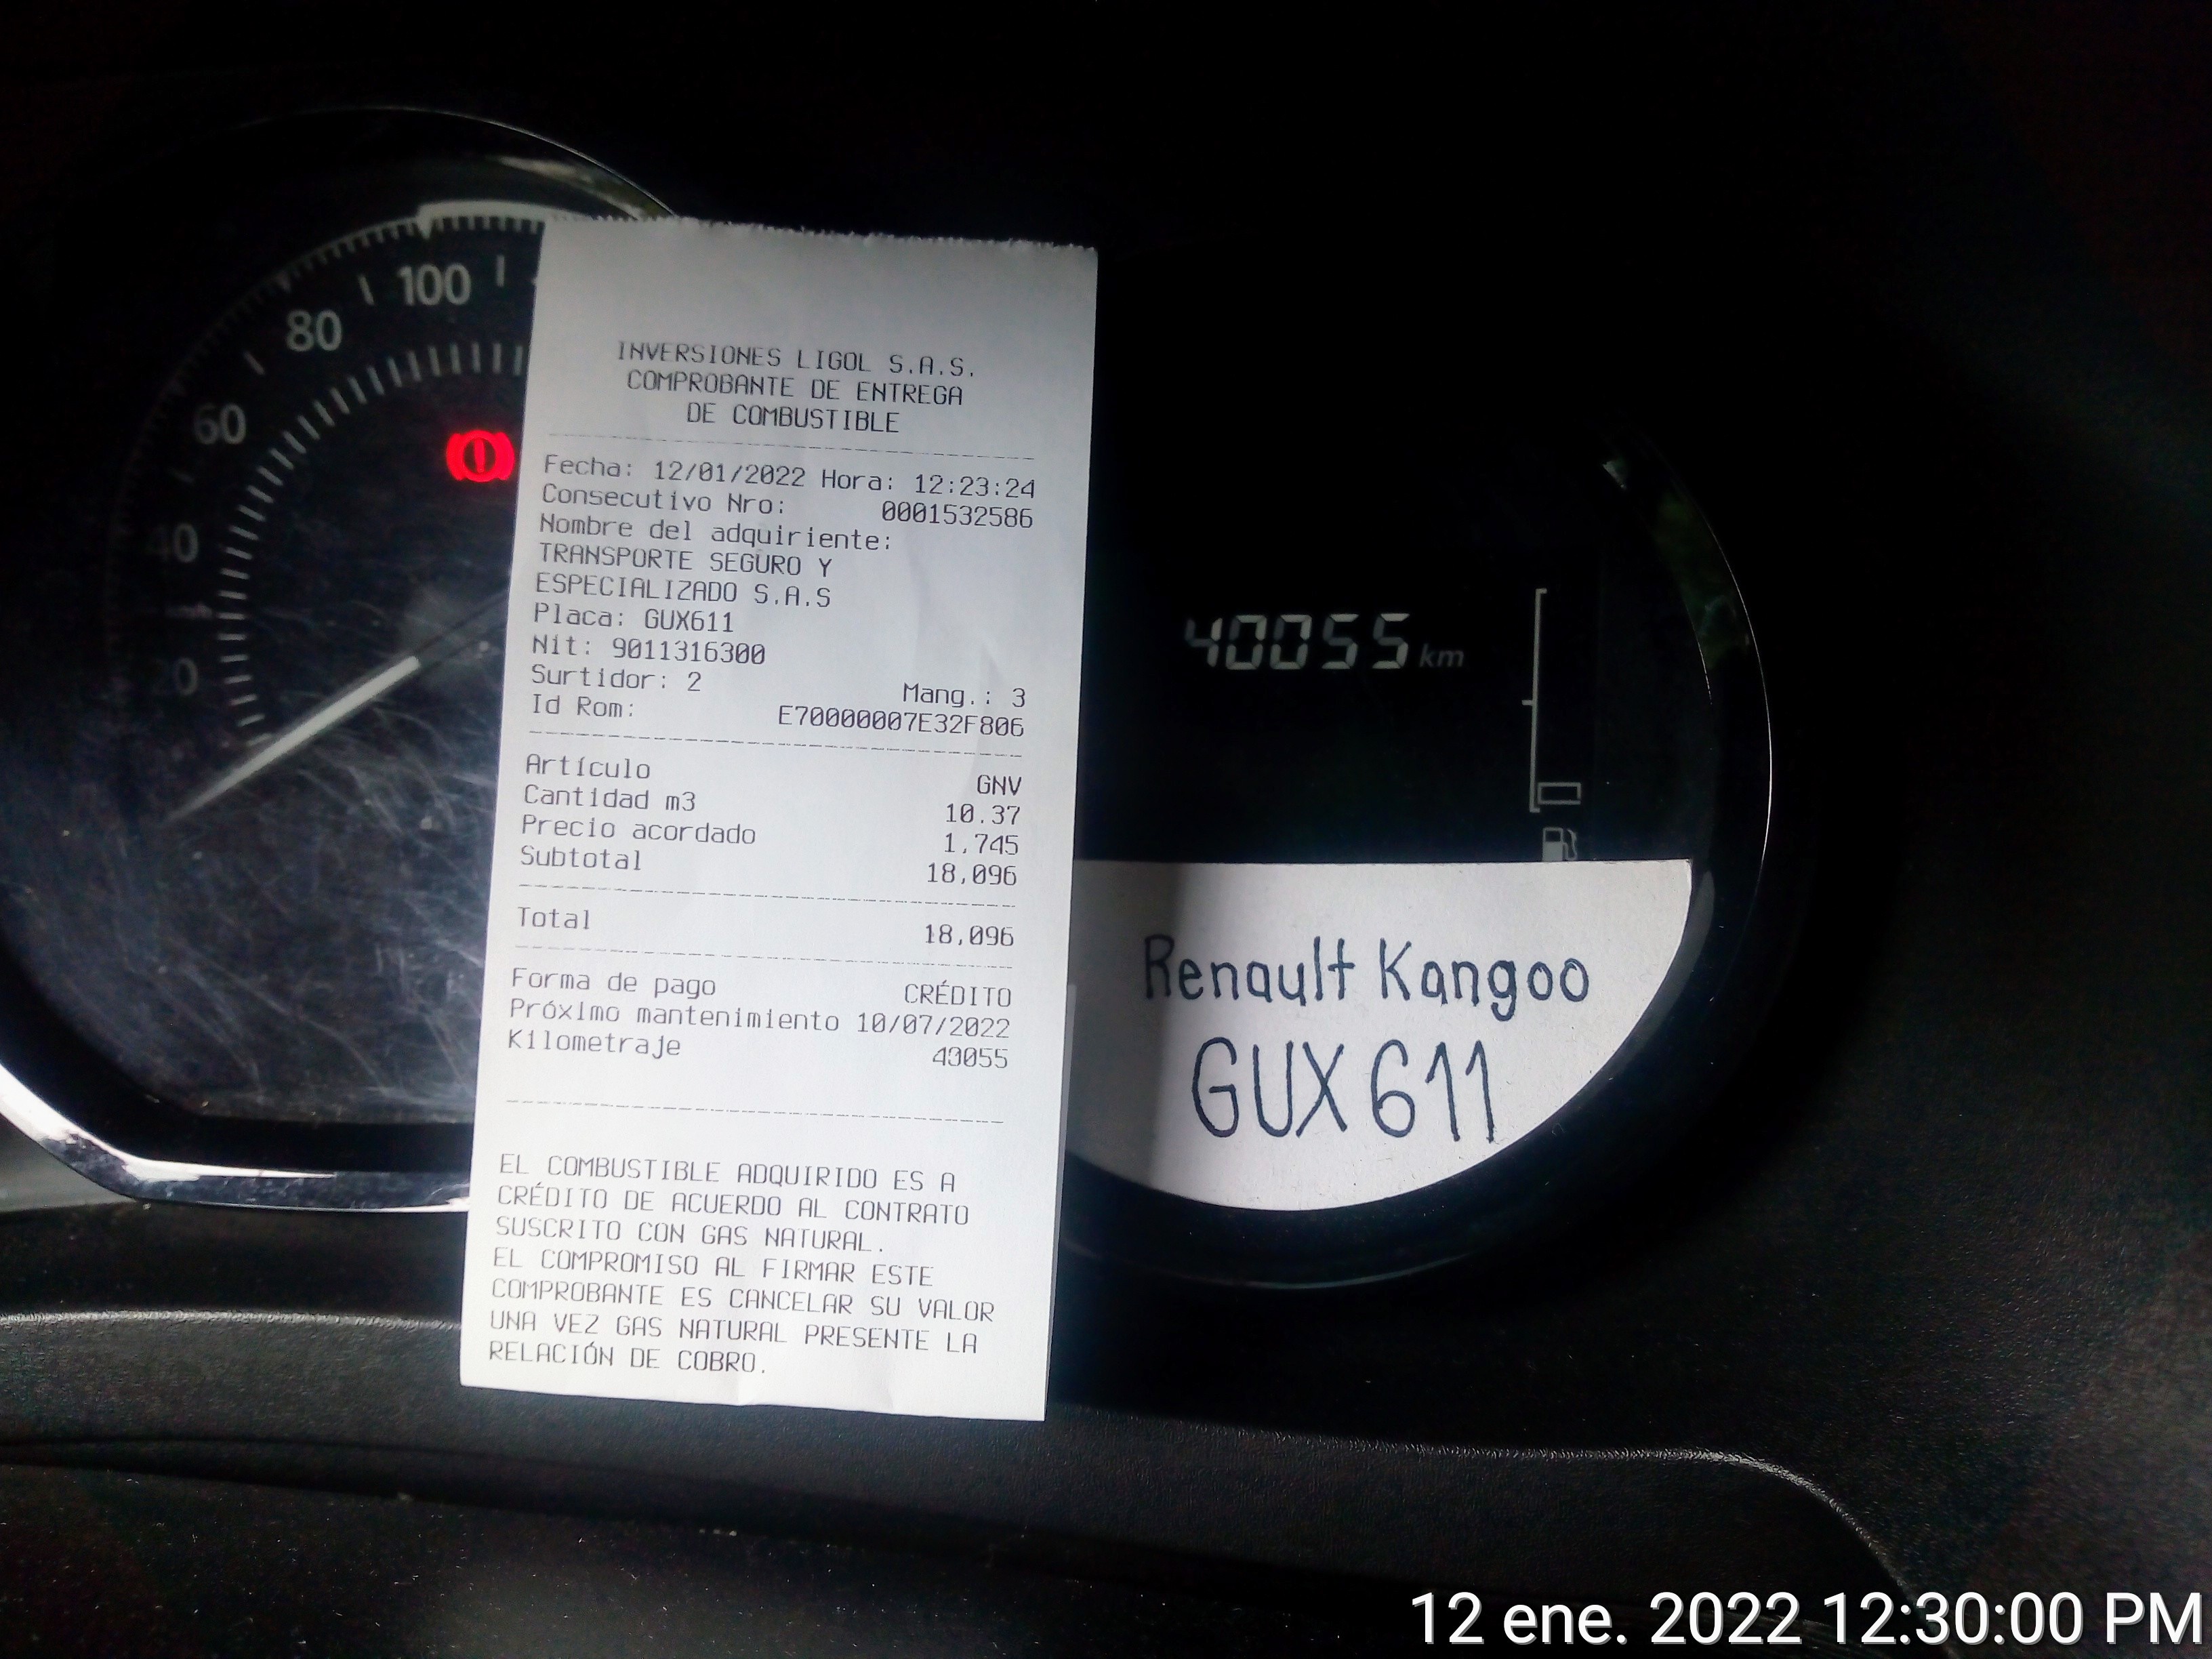 100
80
60
40
20
INVERSIONES LIGOL S.A.S.
COMPROBANTE DE ENTREGA
DE COMBUSTIBLE
Fecha: 12/01/2022 Hora: 12:23:24
Consecutivo Nro: 0001532586
Nombre del adquiriente:
TRANSPORTE SEGURO Y
ESPECIALIZADO S.A.S
Placa: GUX611
Nit: 9011316300
Surtidor: 2 Mang.: 3
Id Rom: E70000007E32F806
Artículo GNV
Cantidad m3 10.37
Precio acordado 1,745
Subtotal 18,096
Total 18,096
Forma de pago CRÉDITO
Próximo mantenimiento 10/07/2022
Kilometraje 40055
EL COMBUSTIBLE ADQUIRIDO ES A
CRÉDITO DE ACUERDO AL CONTRATO
SUSCRITO CON GAS NATURAL.
EL COMPROMISO AL FIRMAR ESTE
COMPROBANTE ES CANCELAR SU VALOR
UNA VEZ GAS NATURAL PRESENTE LA
RELACIÓN DE COBRO.
40055 km
Renault Kangoo
GUX611
12 ene. 2022 12:30:00 PM